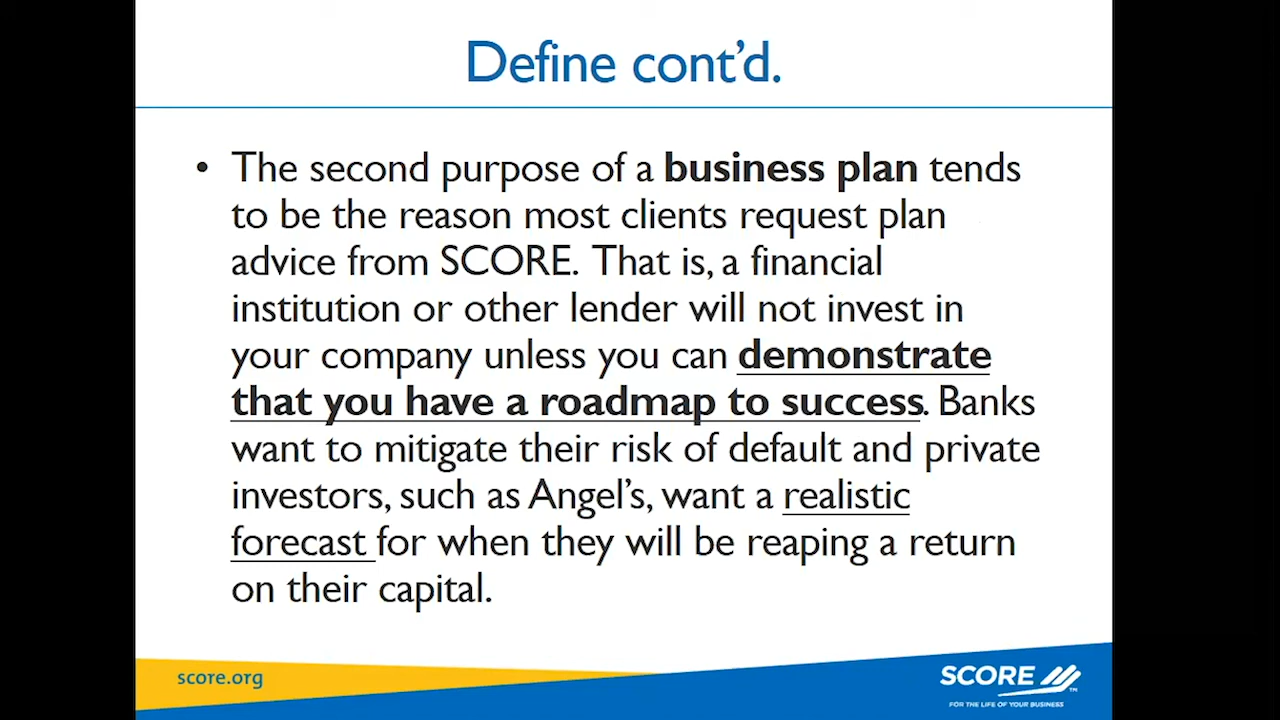 Define cont’d.
• The second purpose of a business plan tends
to be the reason most clients request plan
advice from SCORE.  That is, a financial
institution or other lender will not invest in
your company unless you can demonstrate
that you have a roadmap to success. Banks
want to mitigate their risk of default and private
investors, such as Angel’s, want a realistic
forecast for when they will be reaping a return
on their capital.
score.org
SCORE TM
FOR THE LIFE OF YOUR BUSINESS